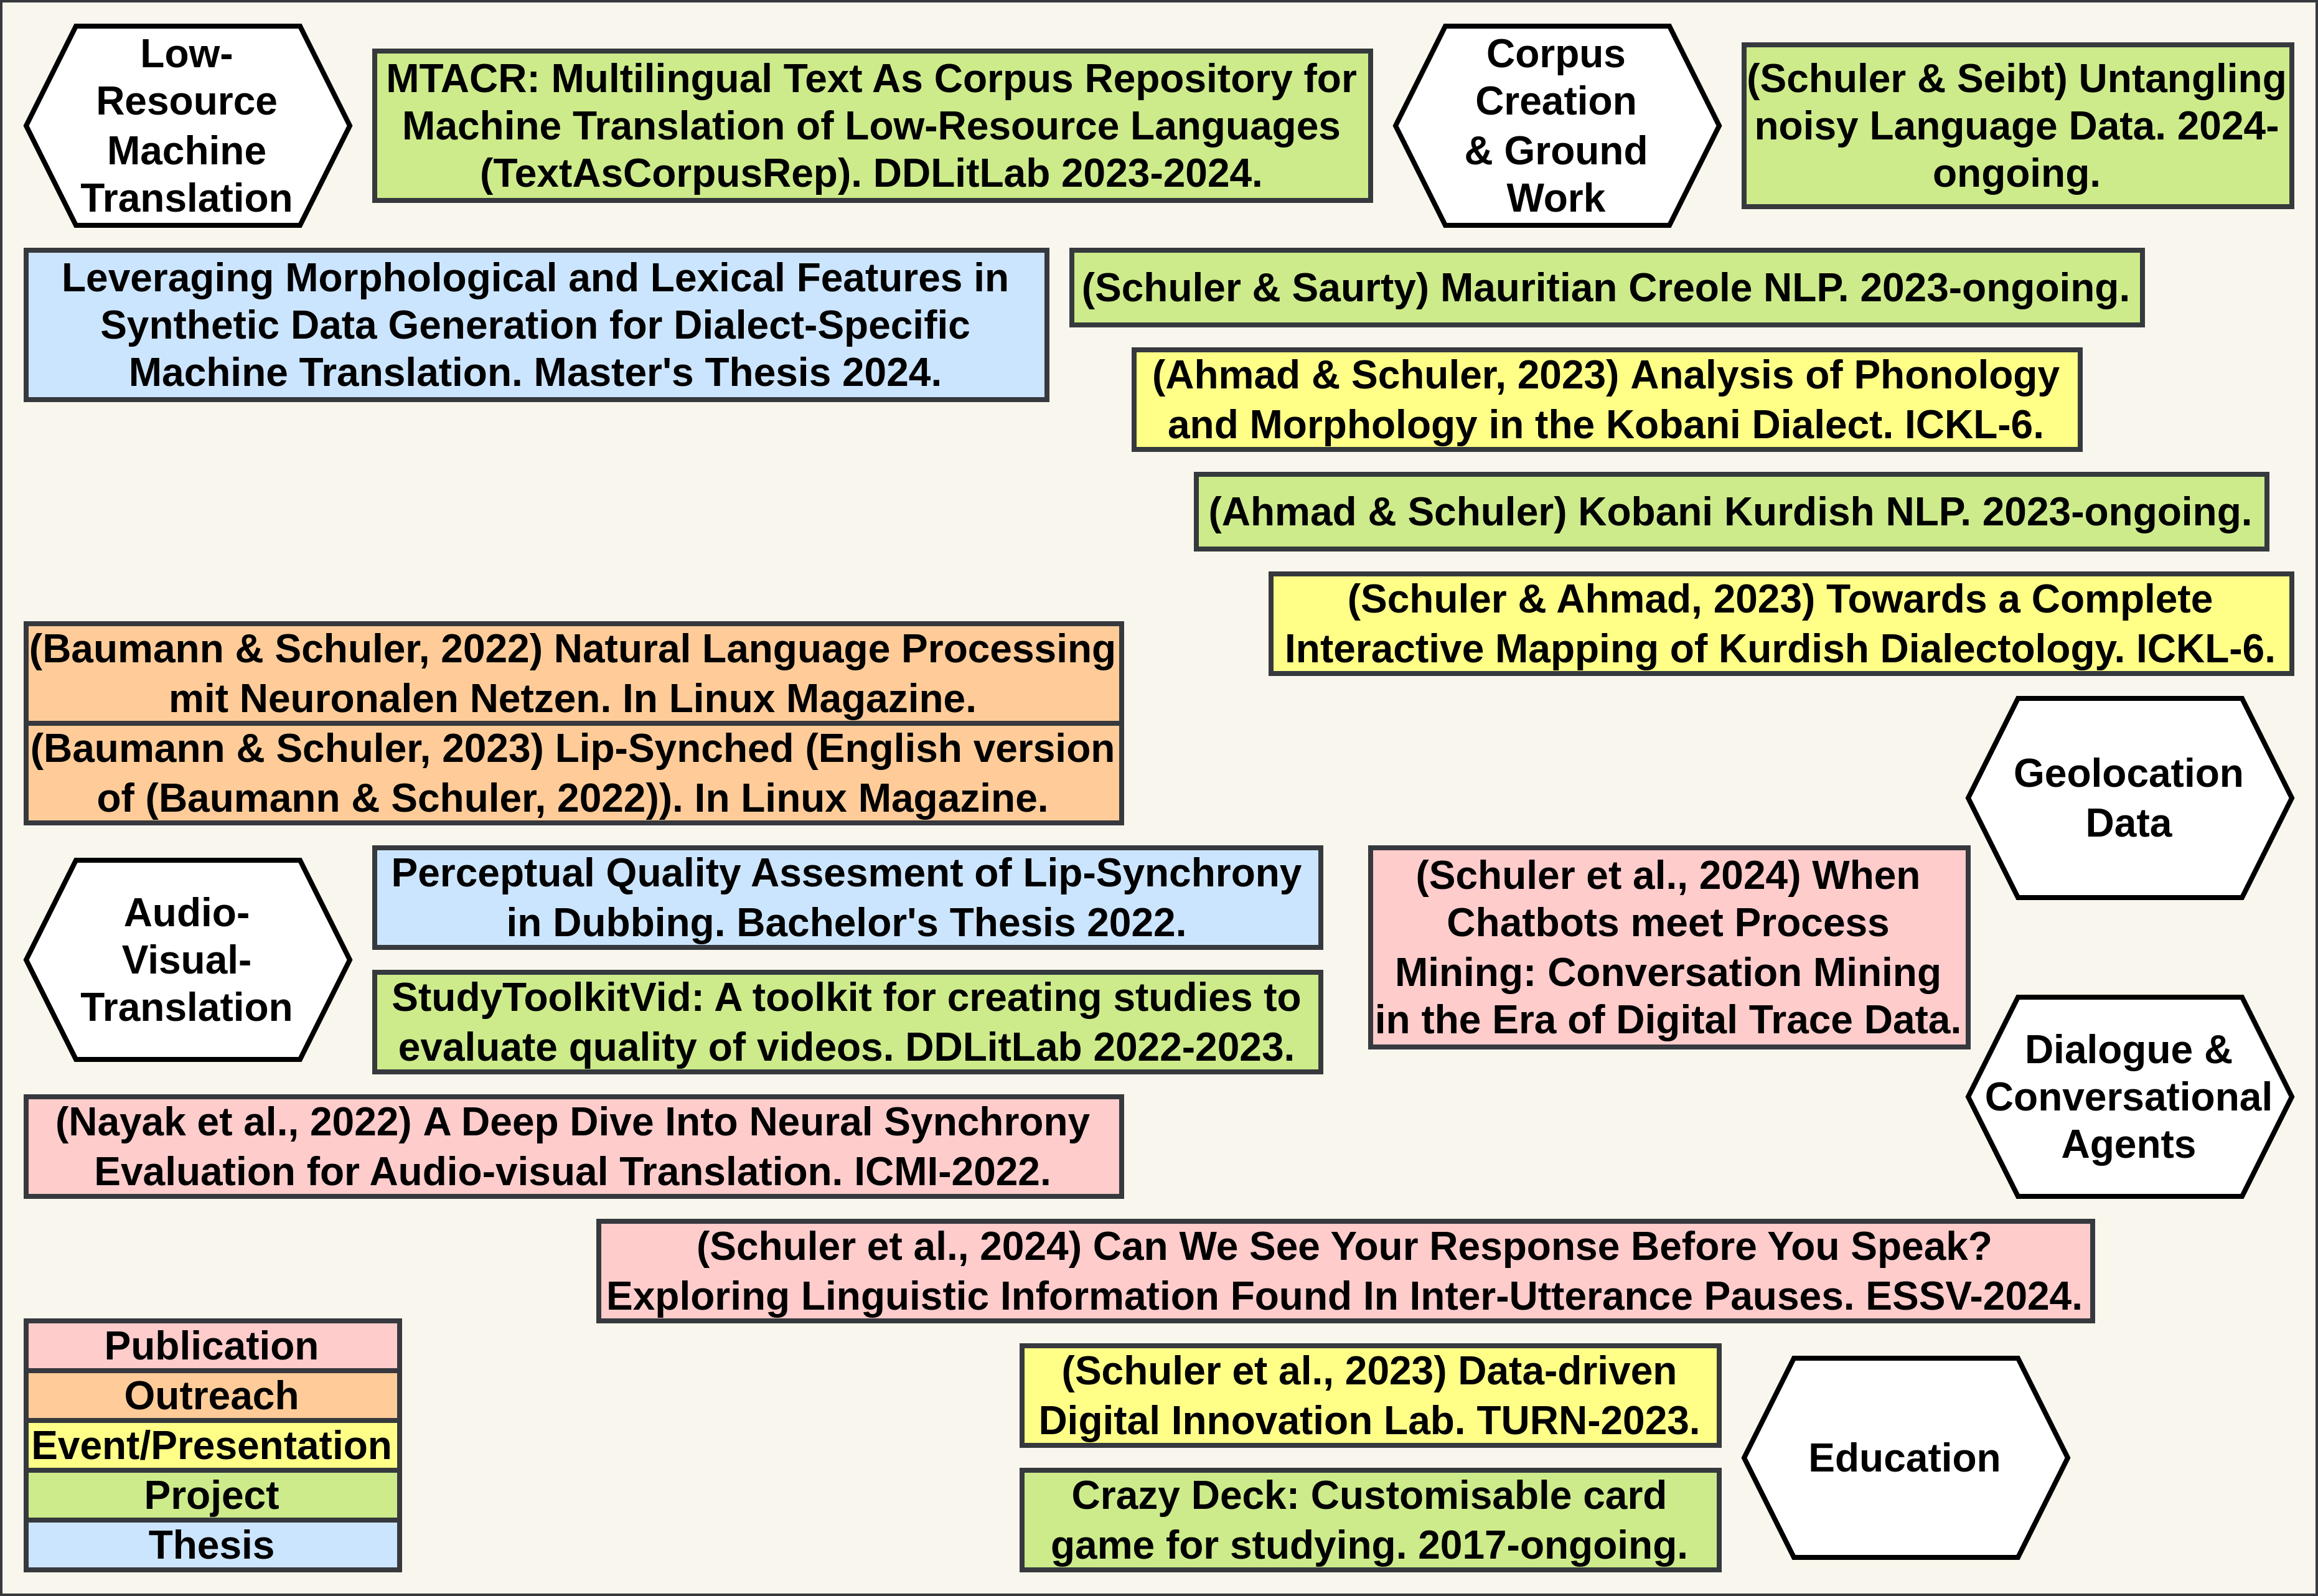 Low-
Resource
Machine
Translation
MTACR: Multilingual Text As Corpus Repository for
Machine Translation of Low-Resource Languages
(TextAsCorpusRep). DDLitLab 2023-2024.
Corpus
Creation
& Ground
Work
(Schuler & Seibt) Untangling
noisy Language Data. 2024-
ongoing.
Leveraging Morphological and Lexical Features in
Synthetic Data Generation for Dialect-Specific
Machine Translation. Master's Thesis 2024.
(Schuler & Saurty) Mauritian Creole NLP. 2023-ongoing.
(Ahmad & Schuler, 2023) Analysis of Phonology
and Morphology in the Kobani Dialect. ICKL-6.
(Ahmad & Schuler) Kobani Kurdish NLP. 2023-ongoing.
(Schuler & Ahmad, 2023) Towards a Complete
Interactive Mapping of Kurdish Dialectology. ICKL-6.
(Baumann & Schuler, 2022) Natural Language Processing
mit Neuronalen Netzen. In Linux Magazine.
(Baumann & Schuler, 2023) Lip-Synched (English version
of (Baumann & Schuler, 2022)). In Linux Magazine.
Geolocation
Data
Audio-
Visual-
Translation
Perceptual Quality Assesment of Lip-Synchrony
in Dubbing. Bachelor's Thesis 2022.
StudyToolkitVid: A toolkit for creating studies to
evaluate quality of videos. DDLitLab 2022-2023.
(Schuler et al., 2024) When
Chatbots meet Process
Mining: Conversation Mining
in the Era of Digital Trace Data.
Dialogue &
Conversational
Agents
(Nayak et al., 2022) A Deep Dive Into Neural Synchrony
Evaluation for Audio-visual Translation. ICMI-2022.
(Schuler et al., 2024) Can We See Your Response Before You Speak?
Exploring Linguistic Information Found In Inter-Utterance Pauses. ESSV-2024.
Publication
Outreach
Event/Presentation
Project
Thesis
(Schuler et al., 2023) Data-driven
Digital Innovation Lab. TURN-2023.
Crazy Deck: Customisable card
game for studying. 2017-ongoing.
Education